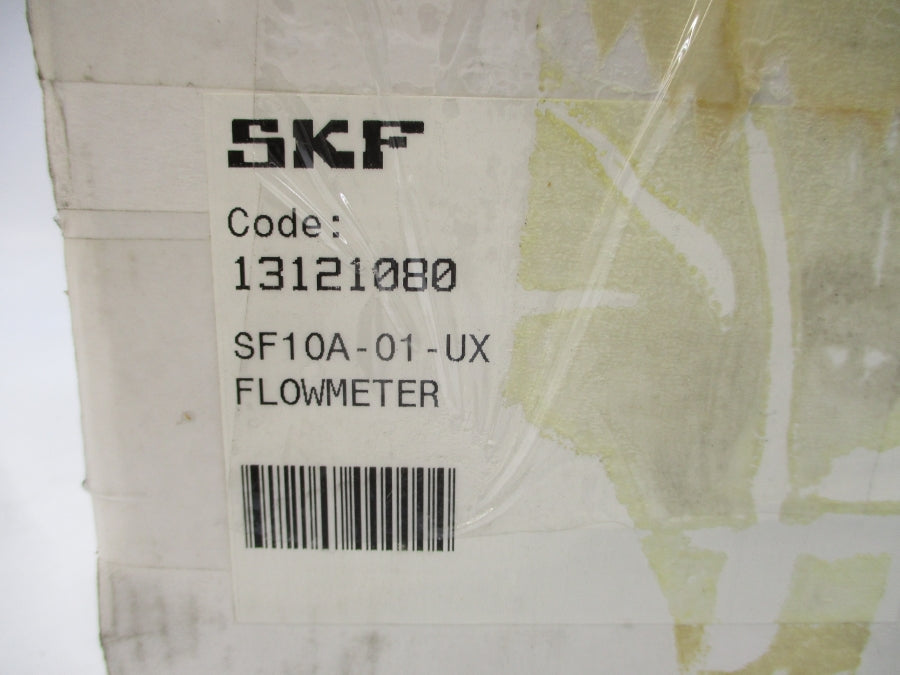 SKF
Code:
13121080
SF10A-01-UX
FLOWMETER